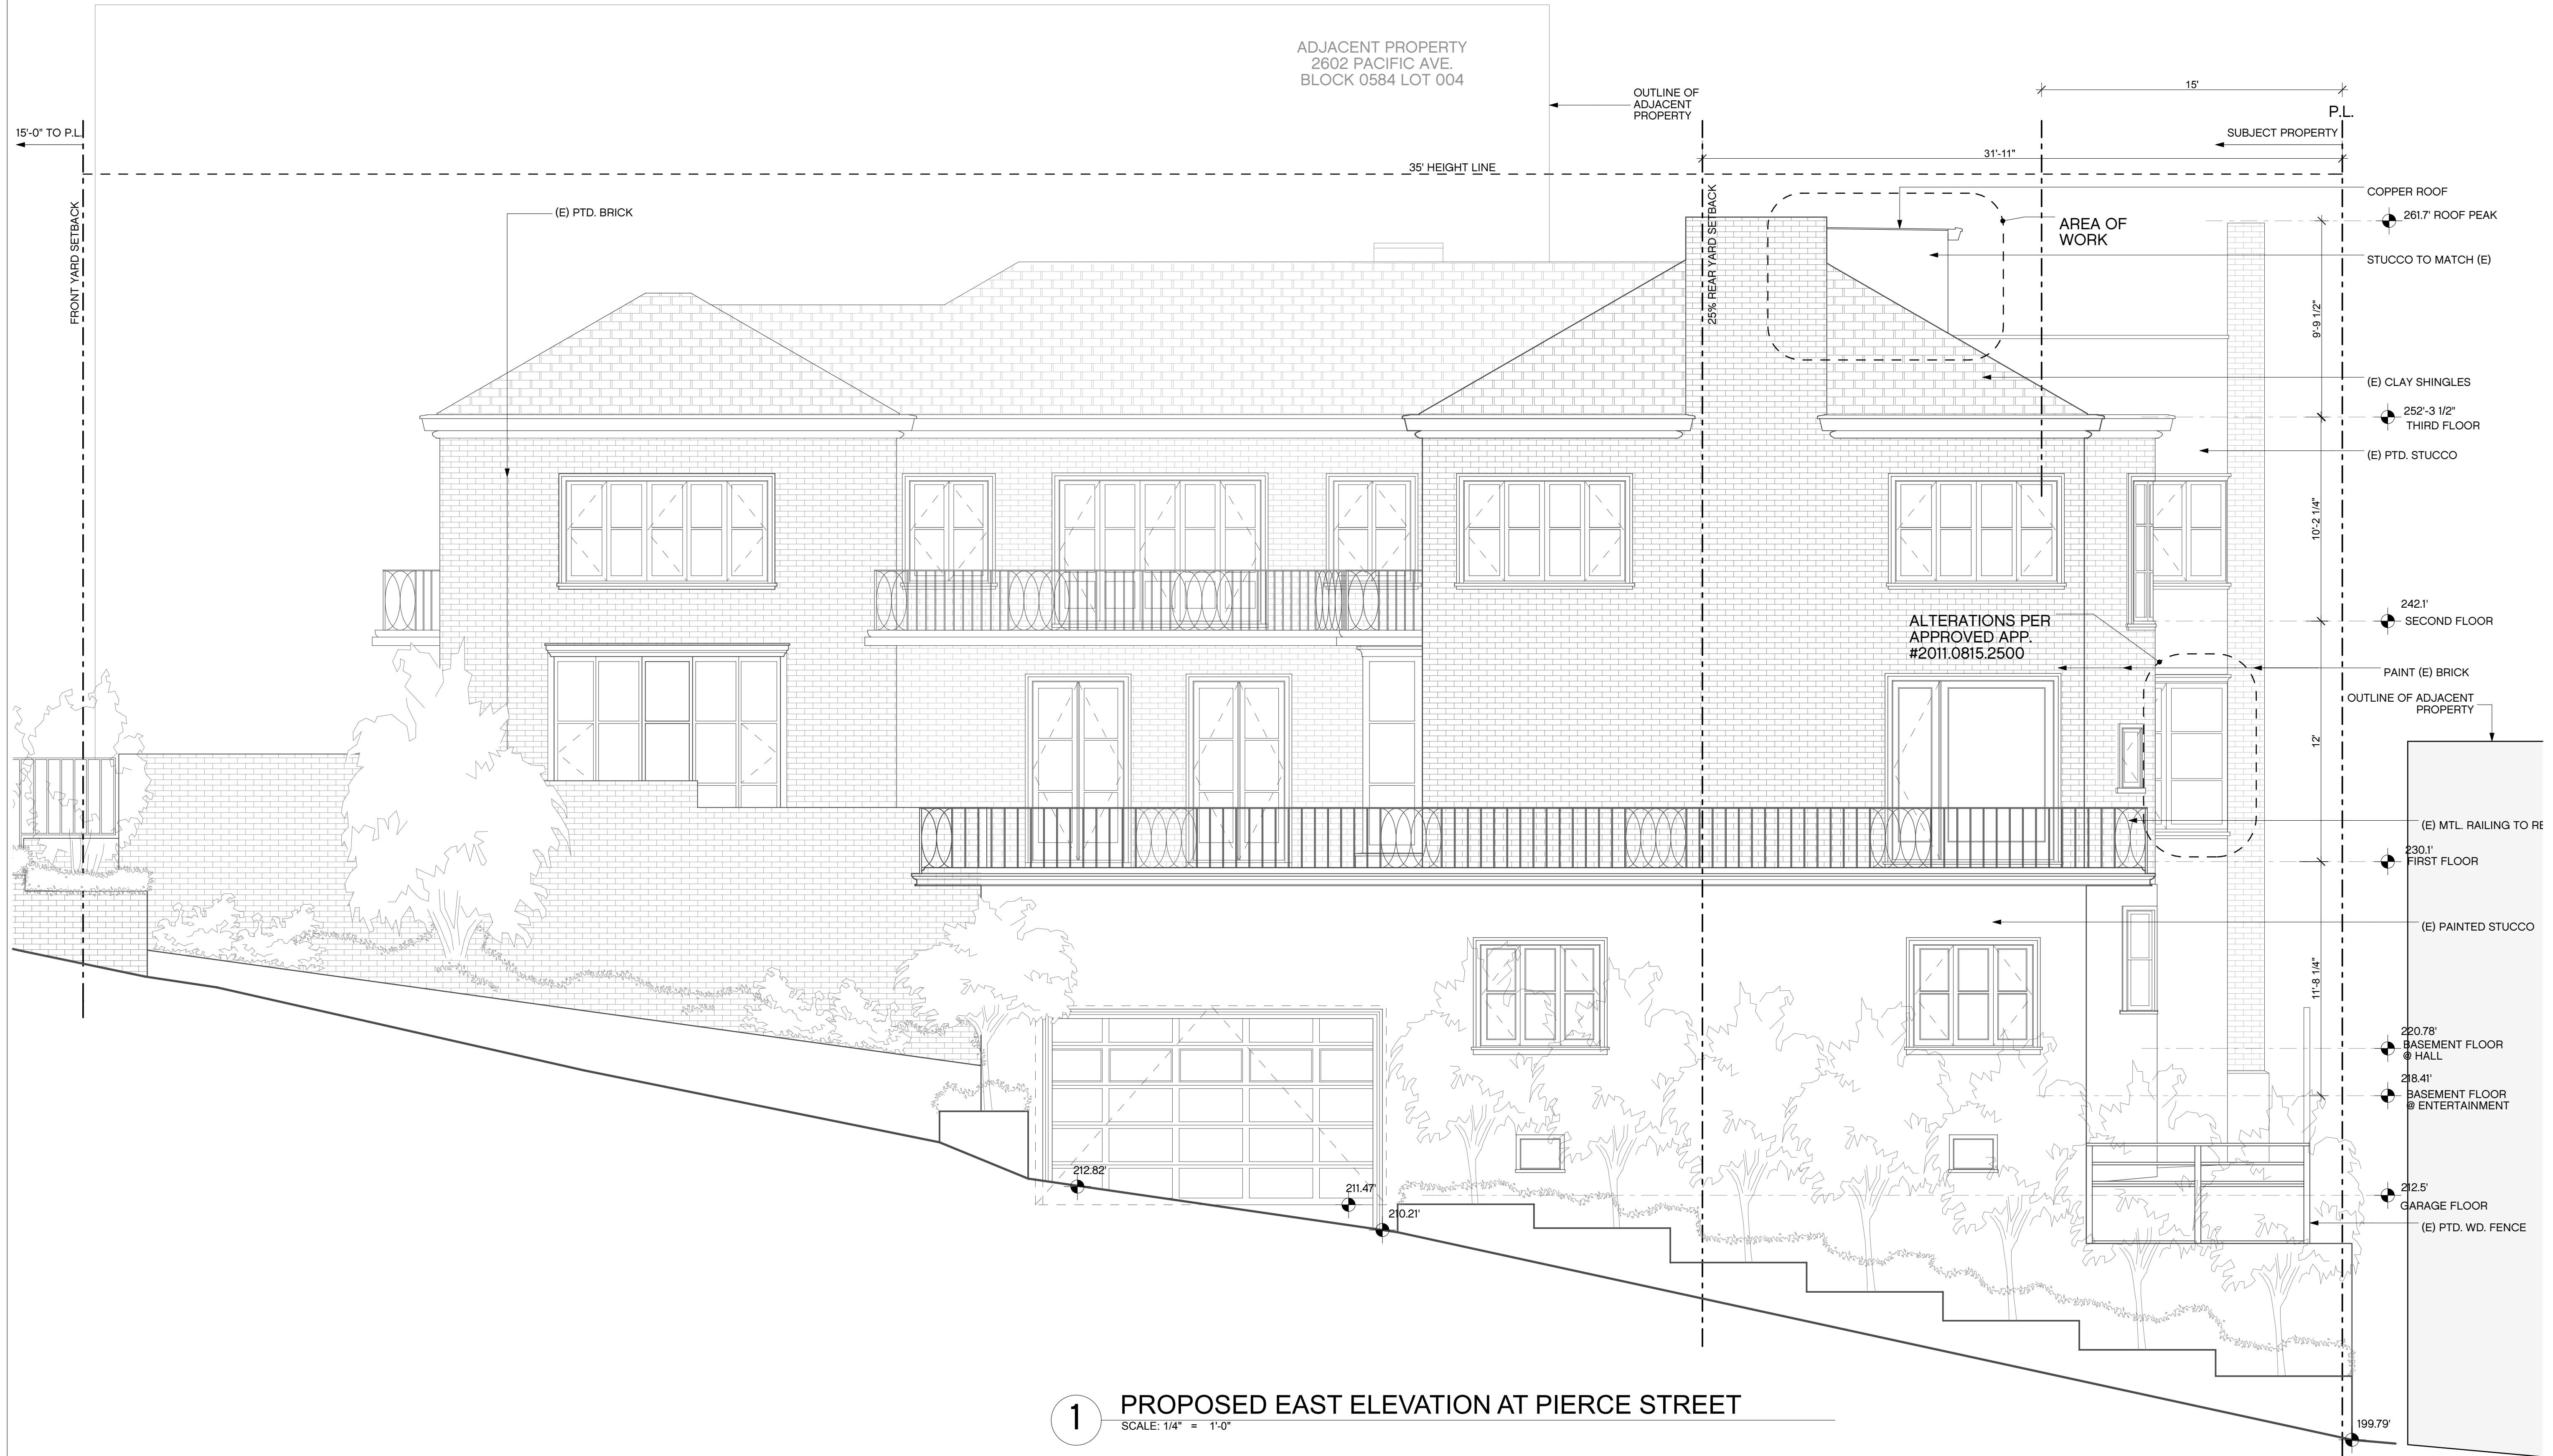 ADJACENT PROPERTY
2602 PACIFIC AVE.
BLOCK 0584 LOT 004
OUTLINE OF
ADJACENT
PROPERTY
15'
P.L.
15'-0" TO P.L.
SUBJECT PROPERTY
31'-11"
35' HEIGHT LINE
FRONT YARD SETBACK
25% REAR YARD SETBACK
COPPER ROOF
(E) PTD. BRICK
261.7' ROOF PEAK
AREA OF
WORK
STUCCO TO MATCH (E)
9'-9 1/2"
(E) CLAY SHINGLES
252'-3 1/2"
THIRD FLOOR
(E) PTD. STUCCO
10'-2 1/4"
242.1'
SECOND FLOOR
ALTERATIONS PER
APPROVED APP.
#2011.0815.2500
PAINT (E) BRICK
OUTLINE OF ADJACENT
PROPERTY
12'
(E) MTL. RAILING TO RE
230.1'
FIRST FLOOR
(E) PAINTED STUCCO
11'-8 1/4"
220.78'
BASEMENT FLOOR
@ HALL
218.41'
BASEMENT FLOOR
@ ENTERTAINMENT
212.82'
211.47'
210.21'
212.5'
GARAGE FLOOR
(E) PTD. WD. FENCE
1
PROPOSED EAST ELEVATION AT PIERCE STREET
SCALE: 1/4" = 1'-0"
199.79'